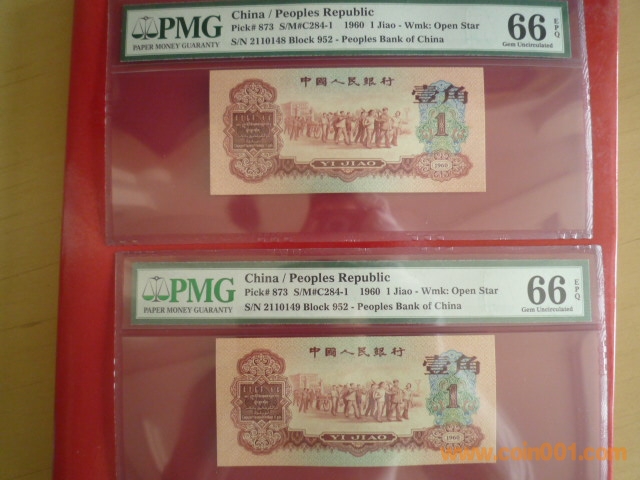 PMG
PAPER MONEY GUARANTY
China / Peoples Republic
Pick# 873 S/M#C284-1 1960 1 Jiao - Wmk: Open Star
S/N 2110148 Block 952 - Peoples Bank of China
66 EPQ
Gem Uncirculated
中國人民銀行
壹角
1
YI JIAO
1960
PMG
PAPER MONEY GUARANTY
China / Peoples Republic
Pick# 873 S/M#C284-1 1960 1 Jiao - Wmk: Open Star
S/N 2110149 Block 952 - Peoples Bank of China
66 EPQ
Gem Uncirculated
中國人民銀行
壹角
1
YI JIAO
1960
www.coin001.com